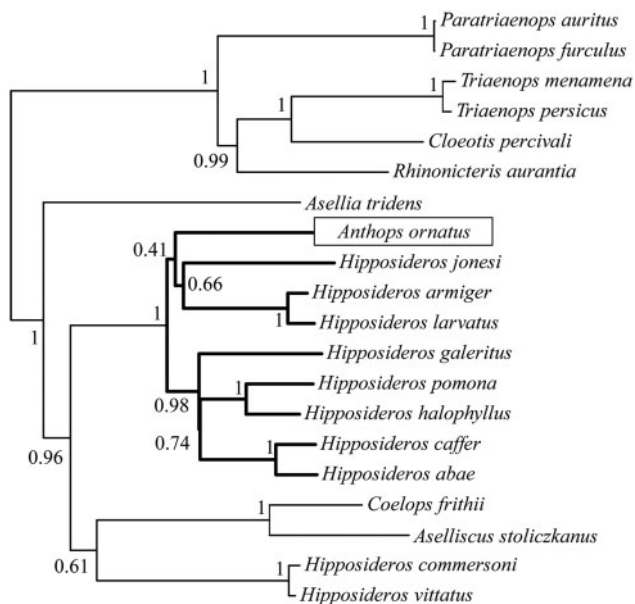 1
Paratriaenops auritus
Paratriaenops furculus
1
1
Triaenops menamena
Triaenops persicus
1
Cloeotis percivali
0.99
Rhinonicteris aurantia
Asellia tridens
Anthops ornatus
0.41
Hipposideros jonesi
0.66
Hipposideros armiger
1
Hipposideros larvatus
1
1
Hipposideros galeritus
Hipposideros pomona
1
0.98
Hipposideros halophyllus
0.74
Hipposideros caffer
1
0.96
Hipposideros abae
Coelops frithii
1
Aselliscus stoliczkanus
0.61
Hipposideros commersoni
1
Hipposideros vittatus